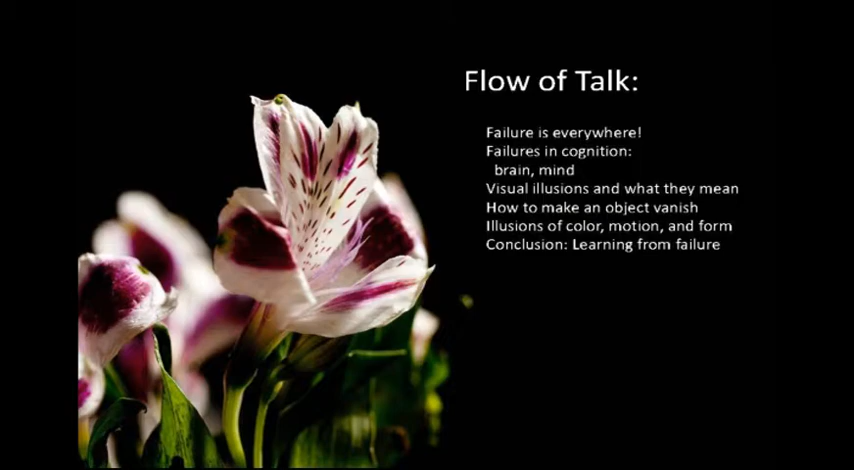 Flow of Talk:
Failure is everywhere!
Failures in cognition:
brain, mind
Visual illusions and what they mean
How to make an object vanish
Illusions of color, motion, and form
Conclusion: Learning from failure